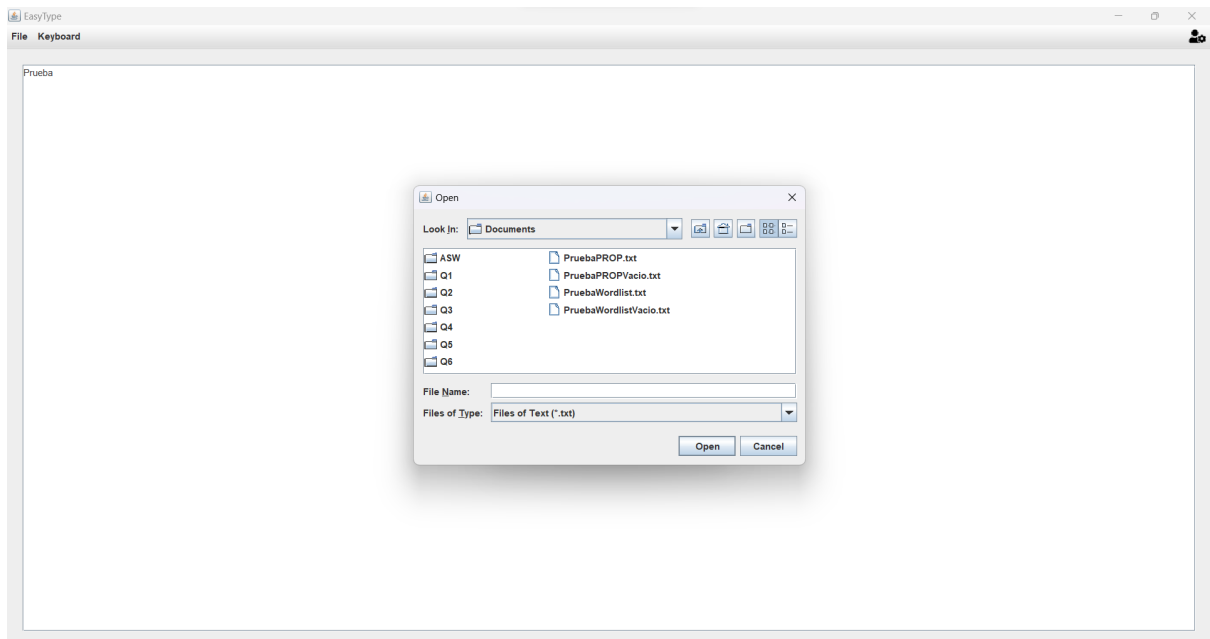 EasyType
File Keyboard
Prueba
Open
Look In: Documents
ASW PruebaPROP.txt
Q1 PruebaPROPVacio.txt
Q2 PruebaWordlist.txt
Q3 PruebaWordlistVacio.txt
Q4
Q5
Q6
File Name:
Files of Type: Files of Text (*.txt)
Open Cancel